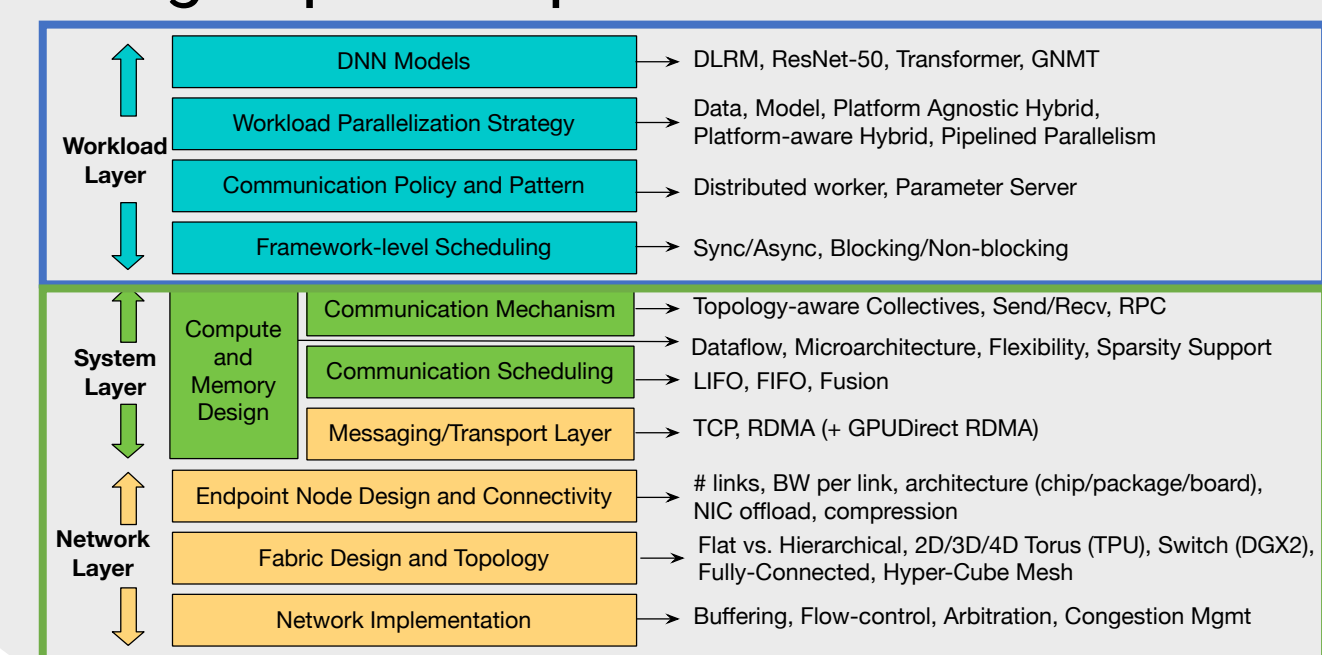 DNN Models
DLRM, ResNet-50, Transformer, GNMT
Workload
Layer
Workload Parallelization Strategy
Data, Model, Platform Agnostic Hybrid,
Platform-aware Hybrid, Pipelined Parallelism
Communication Policy and Pattern
Distributed worker, Parameter Server
Framework-level Scheduling
Sync/Async, Blocking/Non-blocking
System
Layer
Compute
and
Memory
Design
Communication Mechanism
Topology-aware Collectives, Send/Recv, RPC
Dataflow, Microarchitecture, Flexibility, Sparsity Support
Communication Scheduling
LIFO, FIFO, Fusion
Messaging/Transport Layer
TCP, RDMA (+ GPUDirect RDMA)
Network
Layer
Endpoint Node Design and Connectivity
# links, BW per link, architecture (chip/package/board),
NIC offload, compression
Fabric Design and Topology
Flat vs. Hierarchical, 2D/3D/4D Torus (TPU), Switch (DGX2),
Fully-Connected, Hyper-Cube Mesh
Network Implementation
Buffering, Flow-control, Arbitration, Congestion Mgmt